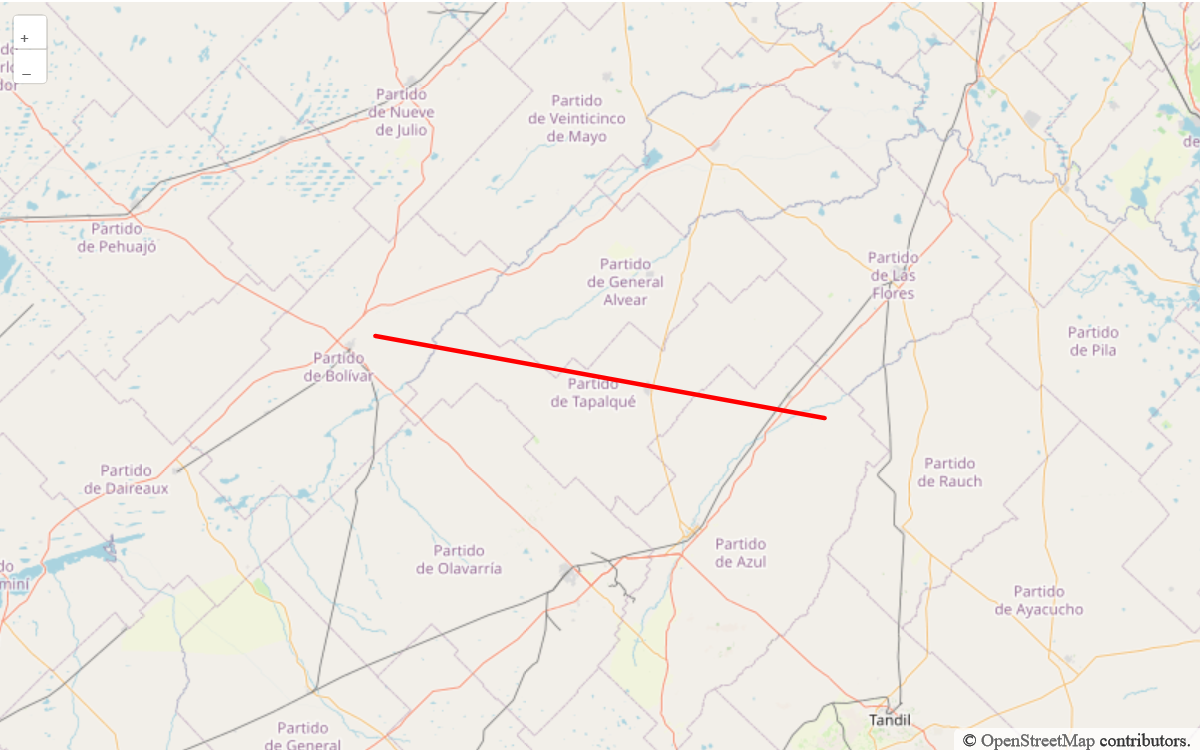 +
–
Partido
de Nueve
de Julio
Partido
de Veinticinco
de Mayo
Partido
de Pehuajó
Partido
de General
Alvear
Partido
de Las
Flores
Partido
de Pila
Partido
de Bolívar
Partido
de Tapalqué
Partido
de Daireaux
Partido
de Rauch
Partido
de Olavarría
Partido
de Azul
Partido
de Ayacucho
Tandil
Partido
de General
© OpenStreetMap contributors.